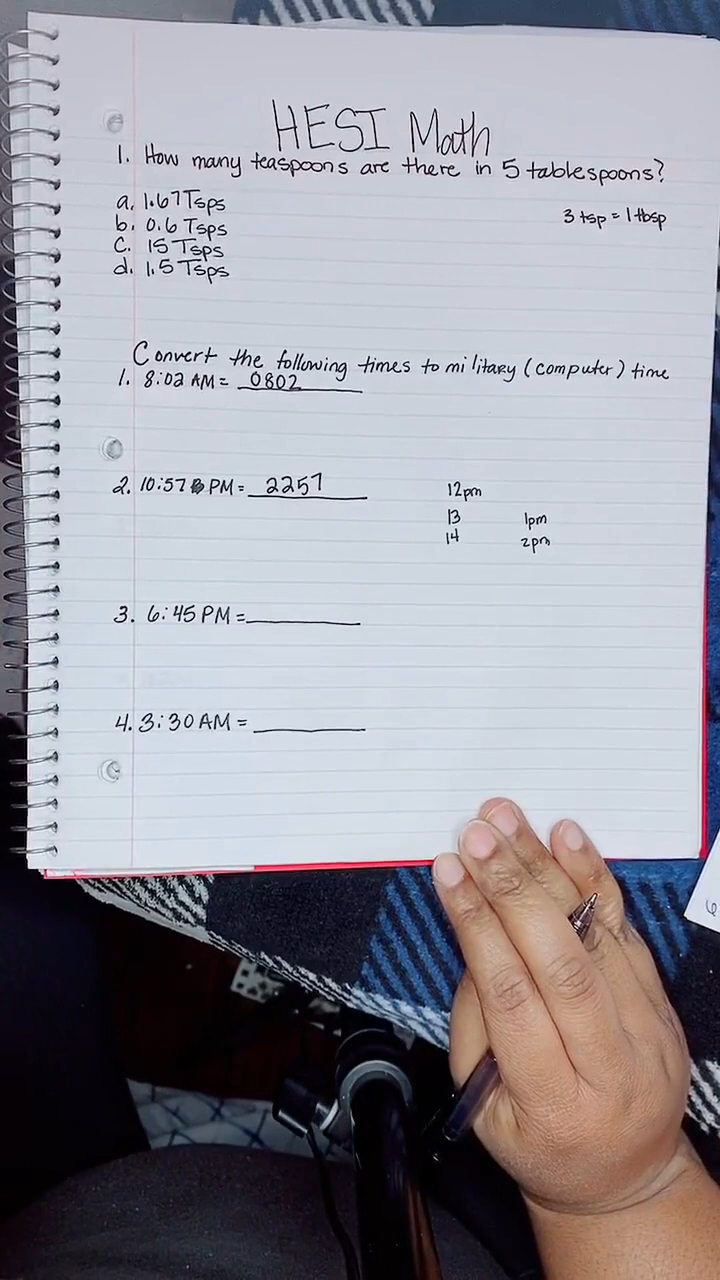 HESI Math
1. How many teaspoons are there in 5 tablespoons?
a. 1.67 Tsps
3 tsp = 1 tbsp
b. 0.6 Tsps
c. 15 Tsps
d. 1.5 Tsps
Convert the following times to military (computer) time
1. 8:02 AM = 0802
2. 10:57 PM = 2257
12pm
13 1pm
14 2pm
3. 6:45 PM =
4. 3:30 AM =